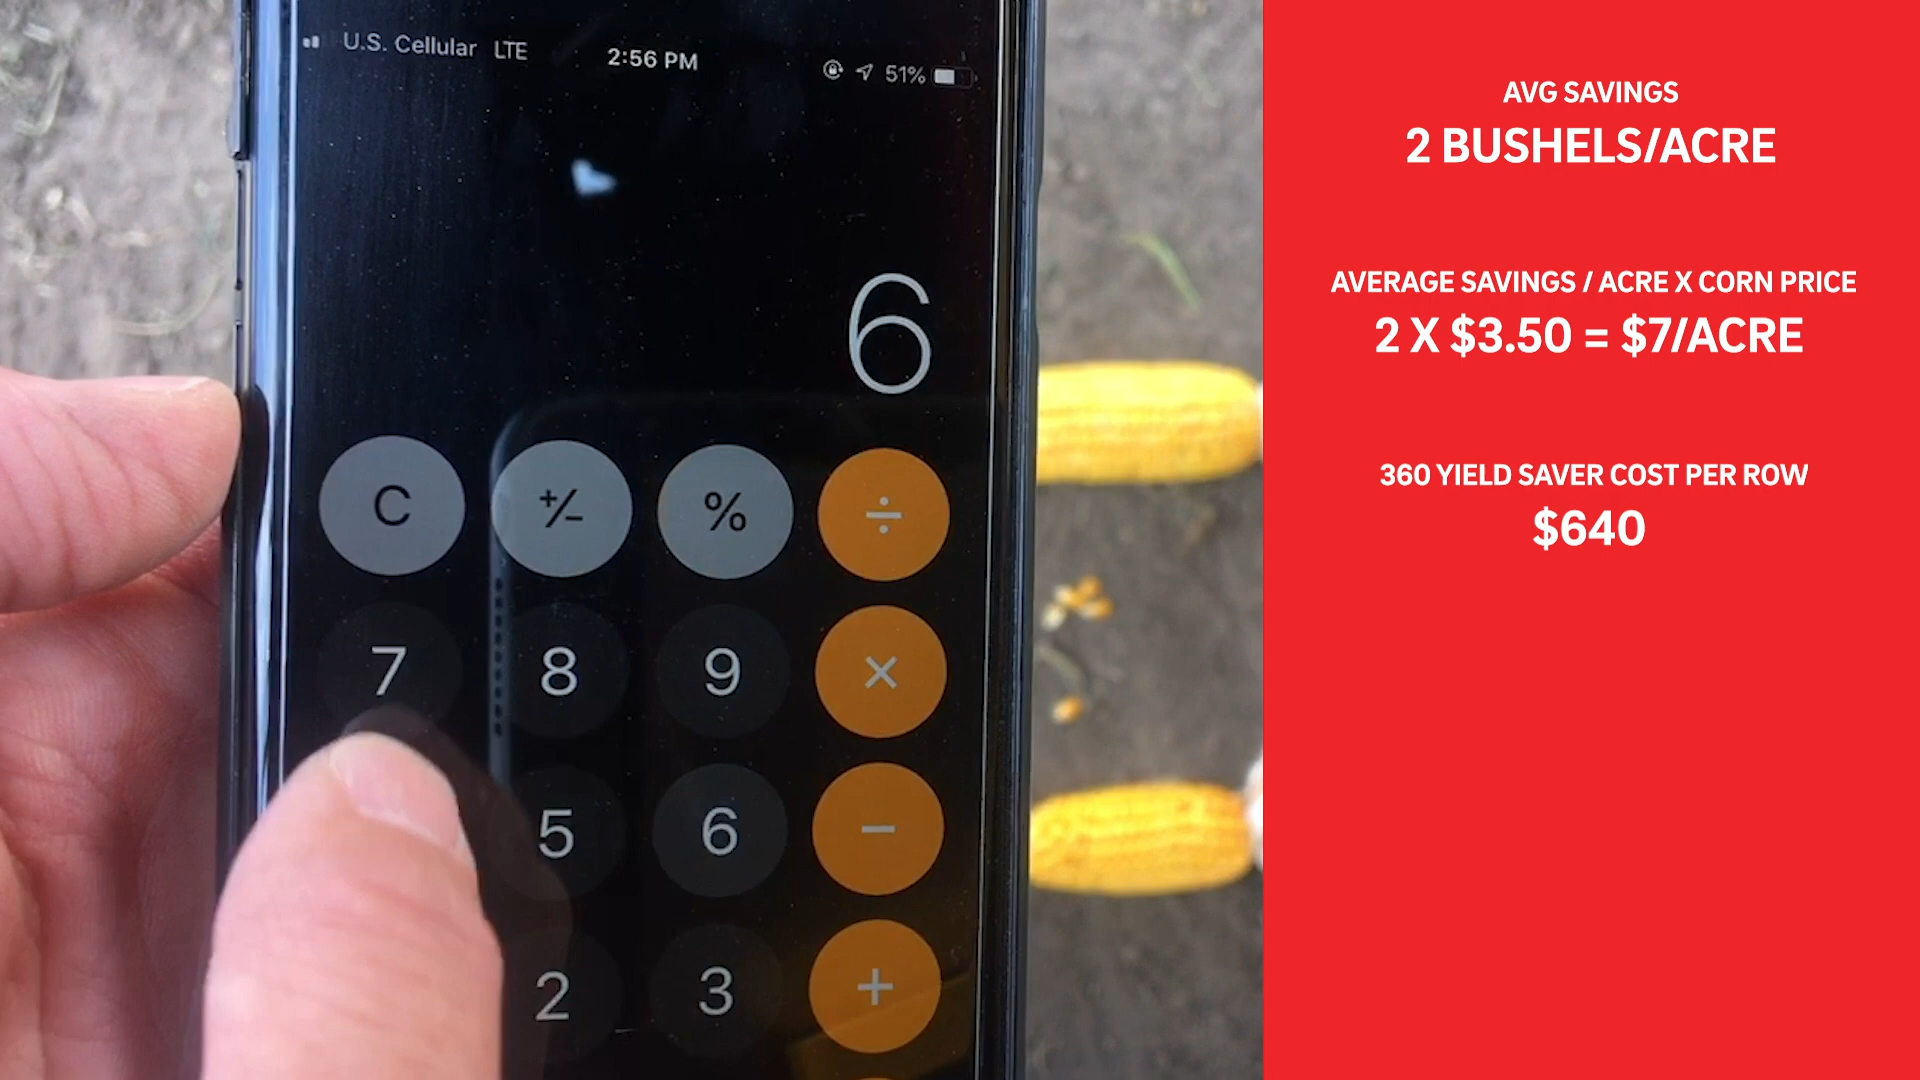 U.S. Cellular LTE 2:56 PM 51%
6
C +/- % ÷
7 8 9 ×
5 6 −
2 3 +
AVG SAVINGS
2 BUSHELS/ACRE
AVERAGE SAVINGS / ACRE X CORN PRICE
2 X $3.50 = $7/ACRE
360 YIELD SAVER COST PER ROW
$640